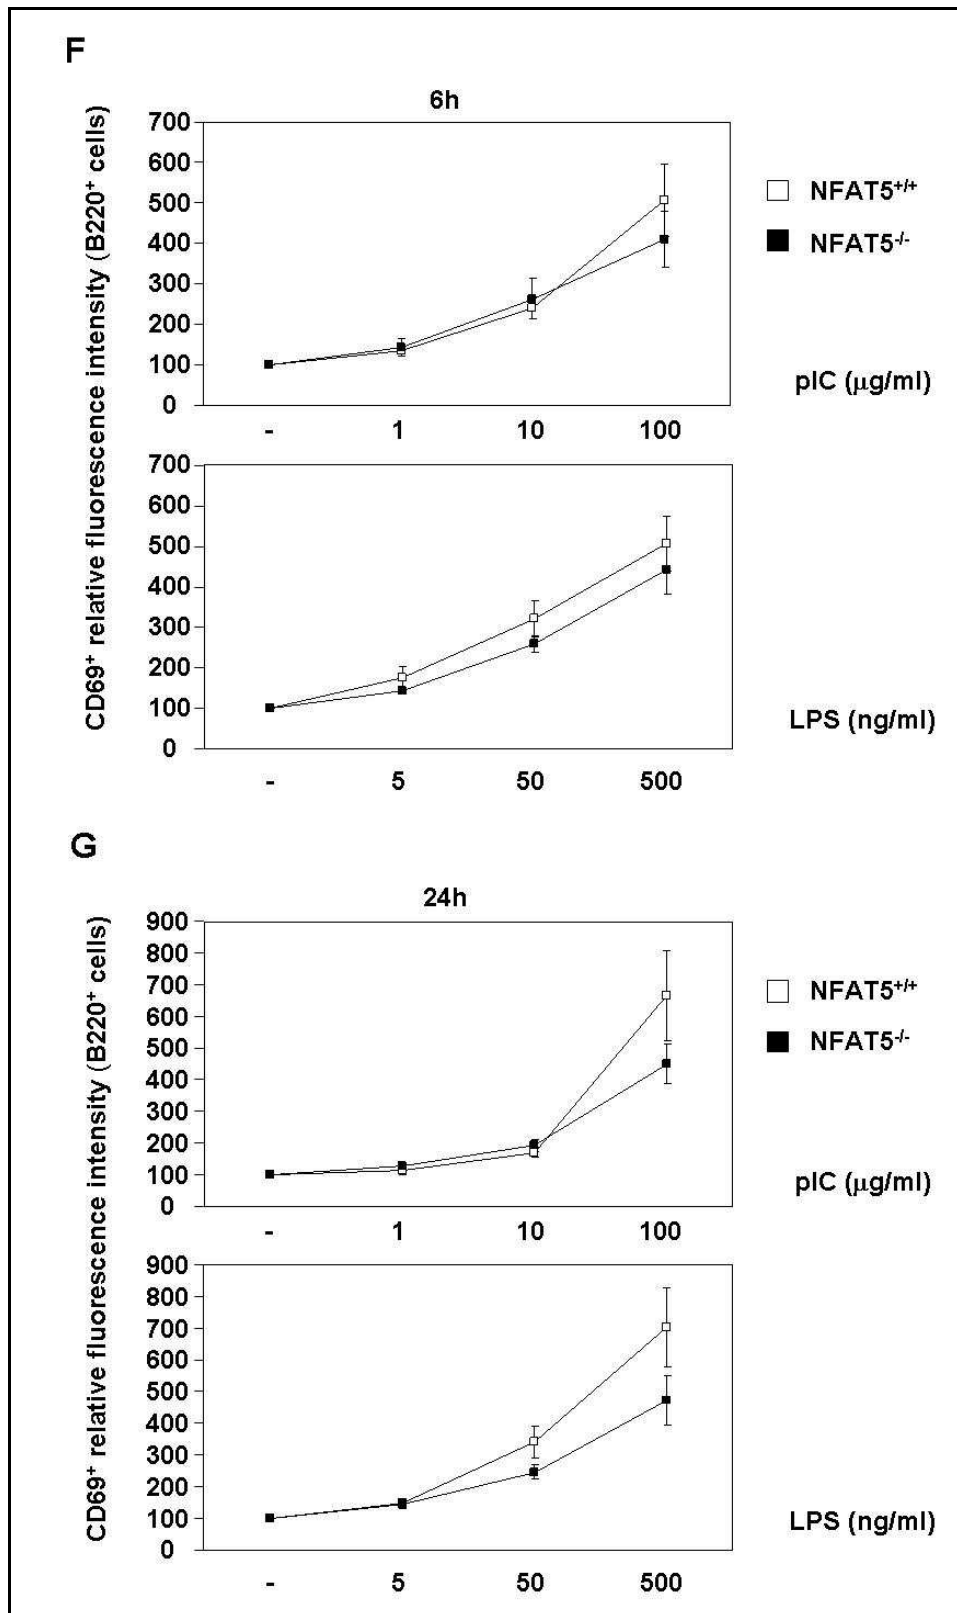 F
6h
CD69⁺ relative fluorescence intensity (B220⁺ cells)
700
600
500
400
300
200
100
0
- 1 10 100
NFAT5⁺/⁺
NFAT5⁻/⁻
pIC (µg/ml)
700
600
500
400
300
200
100
0
- 5 50 500
LPS (ng/ml)
G
24h
CD69⁺ relative fluorescence intensity (B220⁺ cells)
900
800
700
600
500
400
300
200
100
0
- 1 10 100
NFAT5⁺/⁺
NFAT5⁻/⁻
pIC (µg/ml)
900
800
700
600
500
400
300
200
100
0
- 5 50 500
LPS (ng/ml)